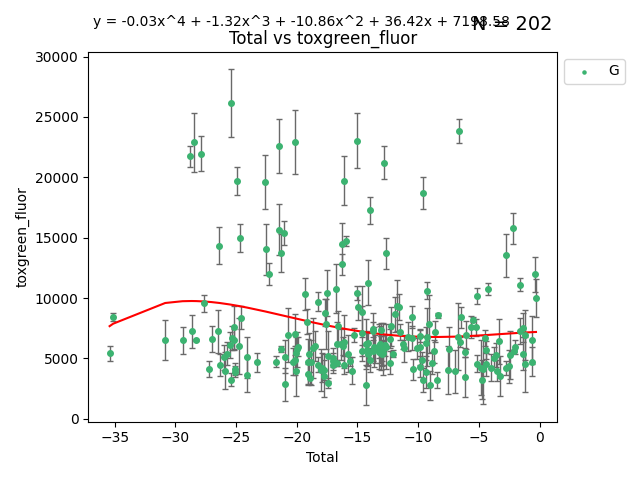 y = -0.03x^4 + -1.32x^3 + -10.86x^2 + 36.42x + 7198.58
N = 202
Total vs toxgreen_fluor
G
30000
25000
20000
15000
10000
5000
0
toxgreen_fluor
−35 −30 −25 −20 −15 −10 −5 0
Total